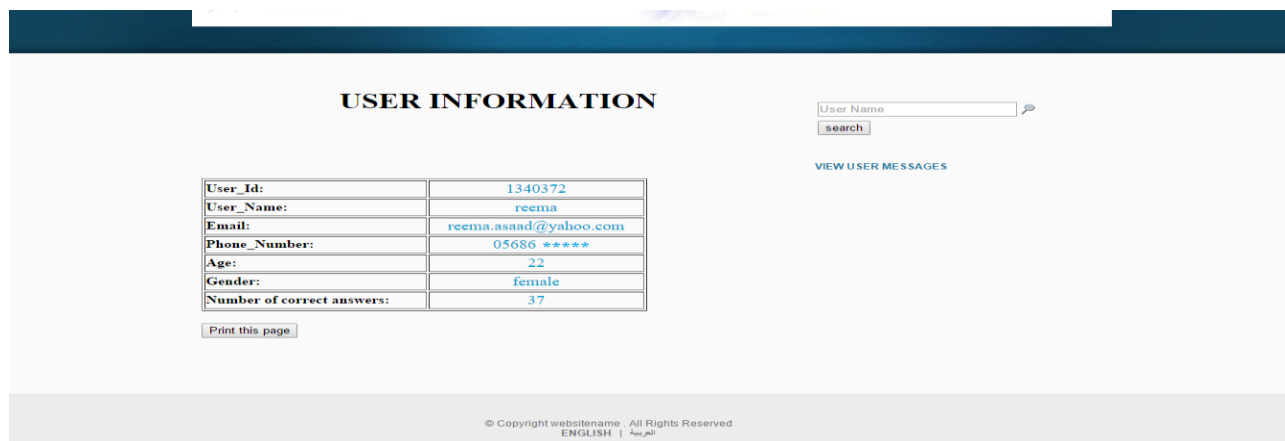 USER INFORMATION
User Name
search
VIEW USER MESSAGES
User_Id: 1340372
User_Name: reema
Email: reema.asaad@yahoo.com
Phone_Number: 05686 *****
Age: 22
Gender: female
Number of correct answers: 37
Print this page
© Copyright websitename . All Rights Reserved
ENGLISH | العربية